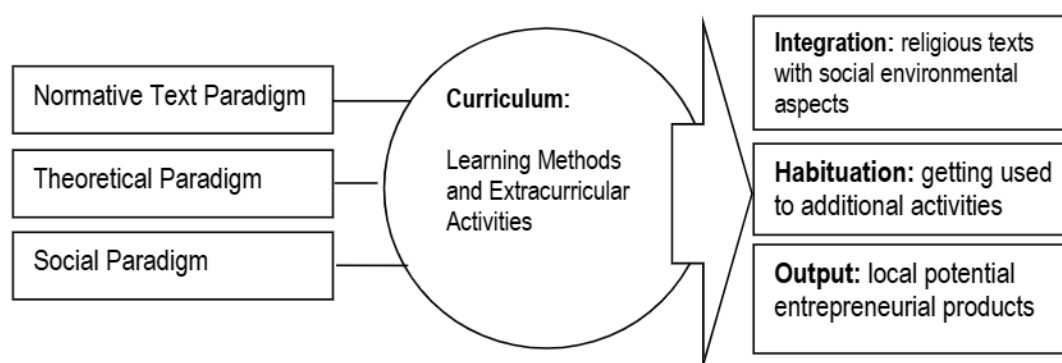 Normative Text Paradigm
Theoretical Paradigm
Social Paradigm
Curriculum:
Learning Methods
and Extracurricular
Activities
Integration: religious texts
with social environmental
aspects
Habituation: getting used
to additional activities
Output: local potential
entrepreneurial products